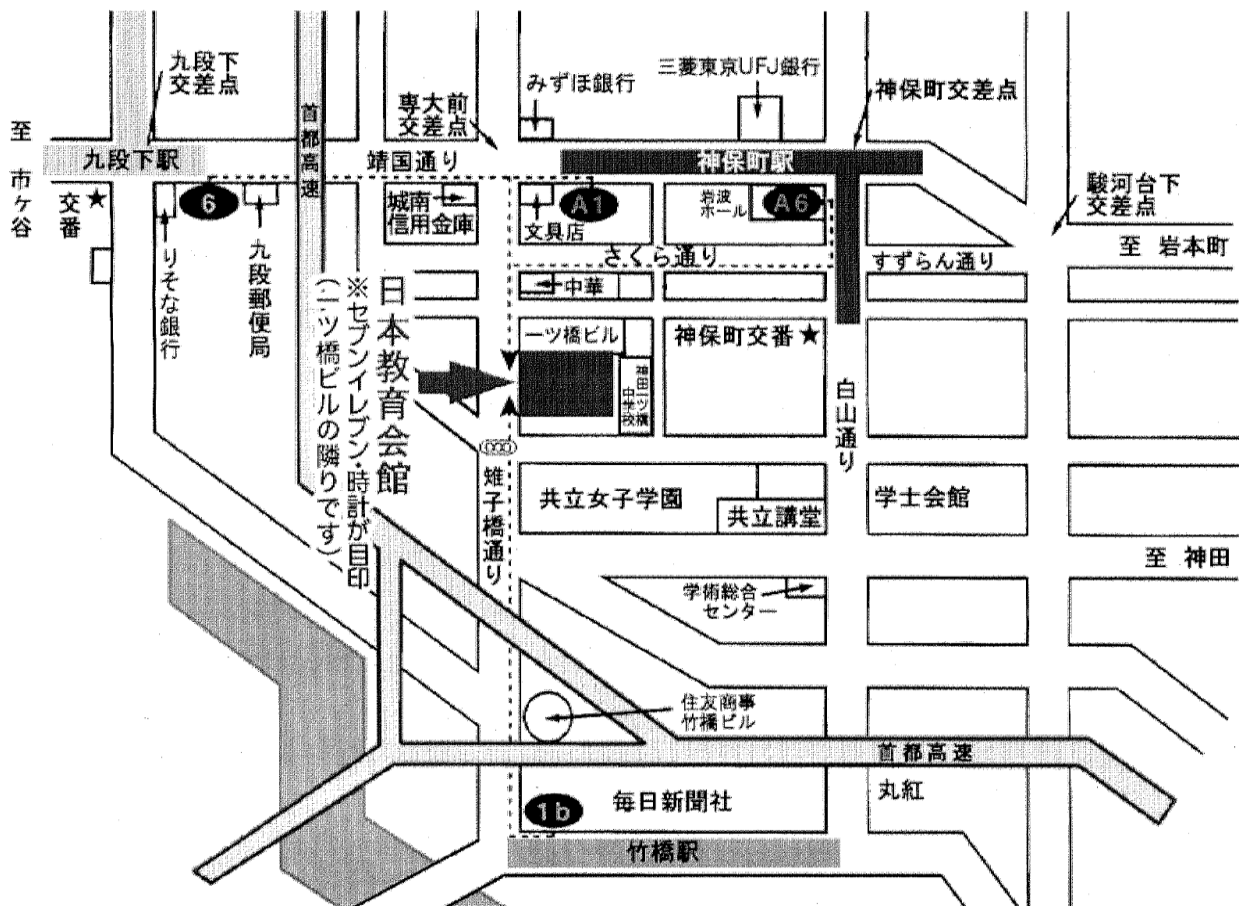 九段下
交差点
みずほ銀行
三菱東京UFJ銀行
神保町交差点
首都高速
専大前
交差点
至 市ヶ谷
九段下駅
靖国通り
神保町駅
駿河台下
交差点
交番★
6
城南
信用金庫
文具店
A1
岩波
ホール
A6
りそな銀行
九段郵便局
さくら通り
すずらん通り
至 岩本町
中華
日本教育会館
※セブンイレブン・時計が目印
(一ツ橋ビルの隣りです)
一ツ橋ビル
神田一ツ橋
中学校
神保町交番★
白山通り
雉子橋通り
共立女子学園
共立講堂
学士会館
至 神田
学術総合
センター
住友商事
竹橋ビル
首都高速
1b
毎日新聞社
丸紅
竹橋駅